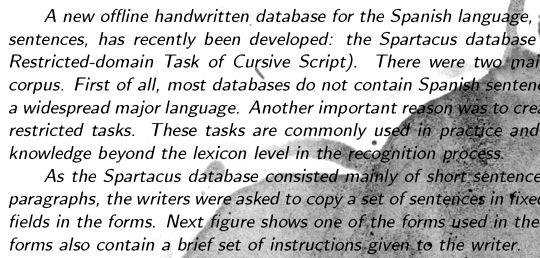 A new offline handwritten database for the Spanish language,
sentences, has recently been developed: the Spartacus database
Restricted-domain Task of Cursive Script). There were two mai
corpus. First of all, most databases do not contain Spanish senten
a widespread major language. Another important reason was to crea
restricted tasks. These tasks are commonly used in practice and
knowledge beyond the lexicon level in the recognition process.
As the Spartacus database consisted mainly of short sentence
paragraphs, the writers were asked to copy a set of sentences in fixed
fields in the forms. Next figure shows one of the forms used in the
forms also contain a brief set of instructions given to the writer.